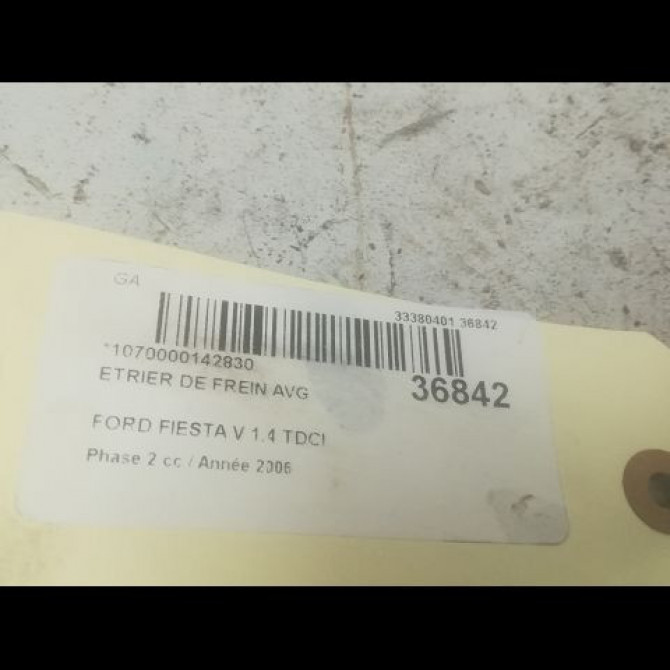 GA
33380401 36842
*1070000142830
36842
ETRIER DE FREIN AVG
FORD FIESTA V 1.4 TDCI
Phase 2 cc / Année 2006